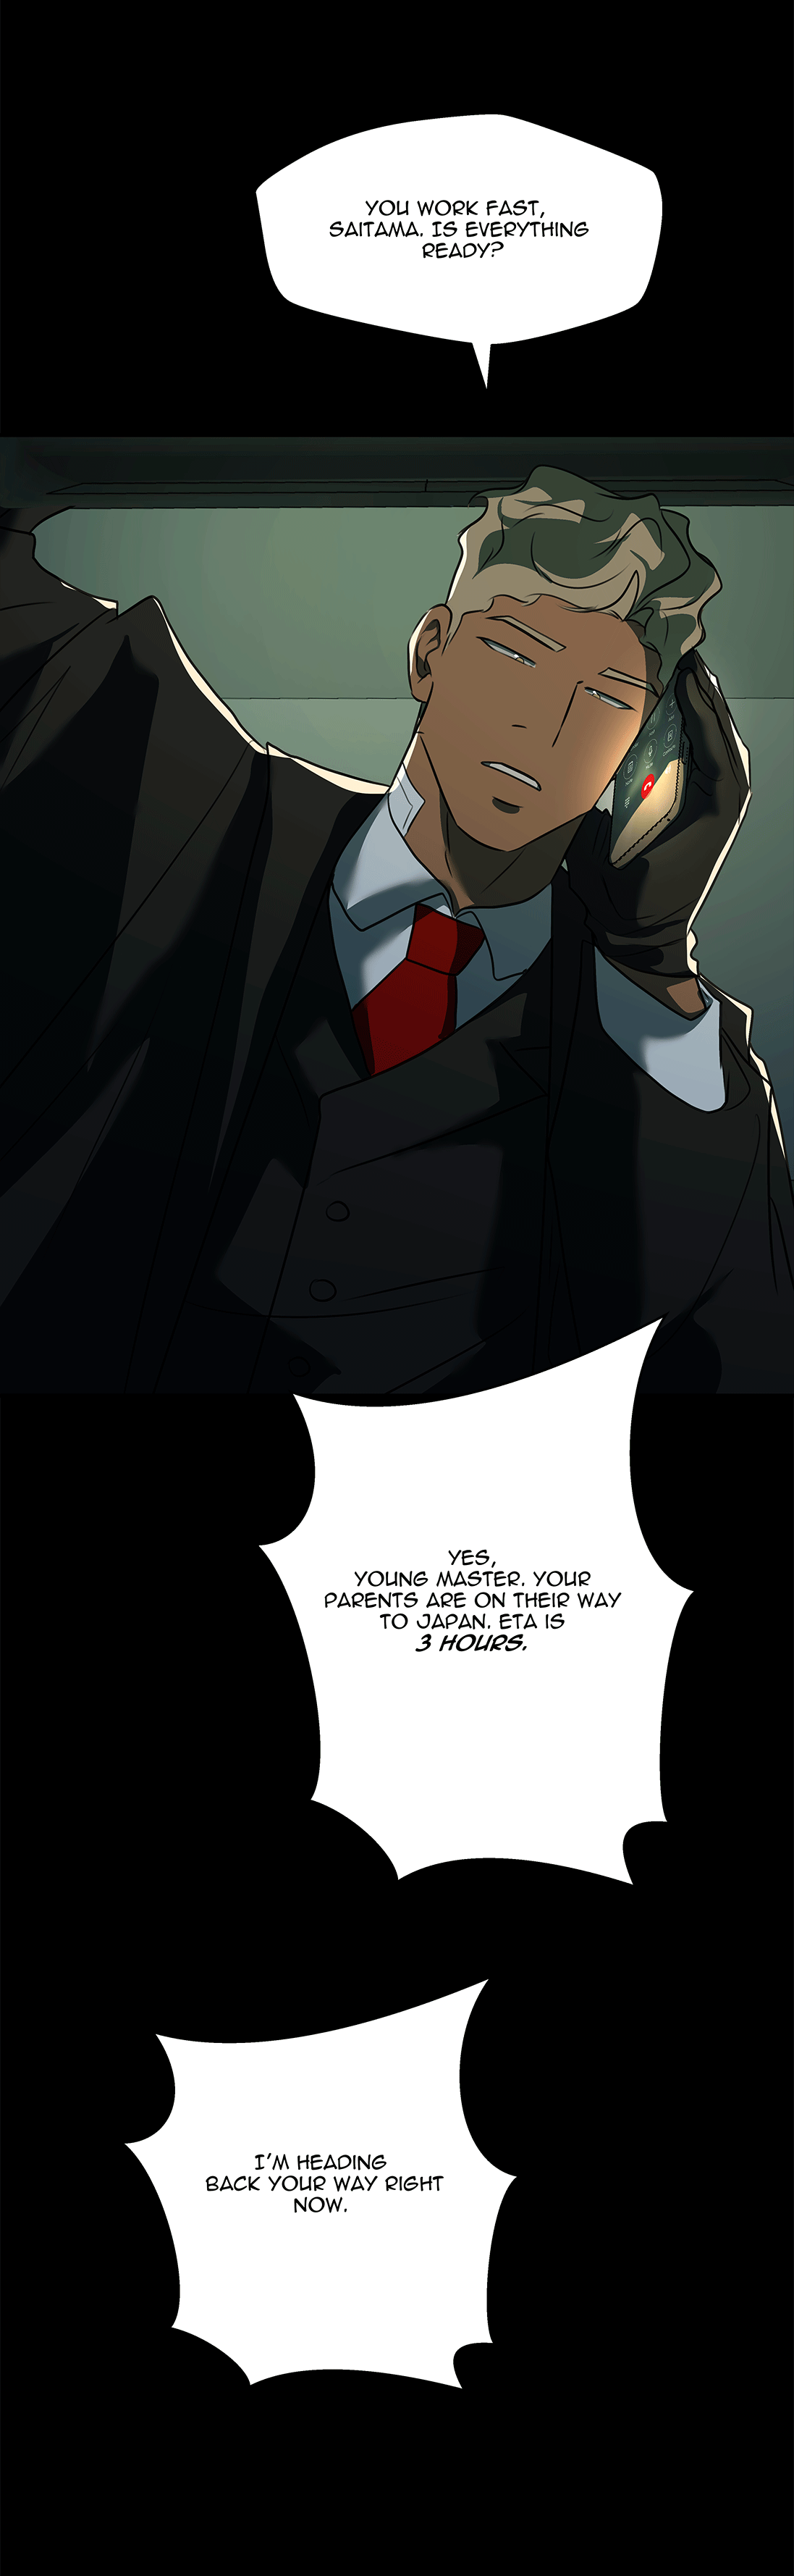 YOU WORK FAST,
SAITAMA. IS EVERYTHING
READY?
YES,
YOUNG MASTER. YOUR
PARENTS ARE ON THEIR WAY
TO JAPAN. ETA IS
3 HOURS.
I'M HEADING
BACK YOUR WAY RIGHT
NOW.